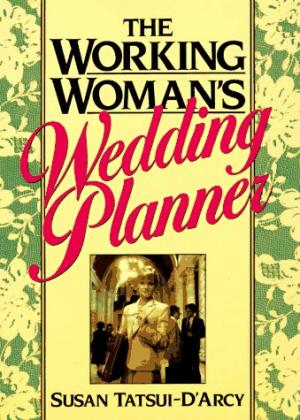 THE
WORKING
WOMAN'S
Wedding
Planner
SUSAN TATSUI-D'ARCY